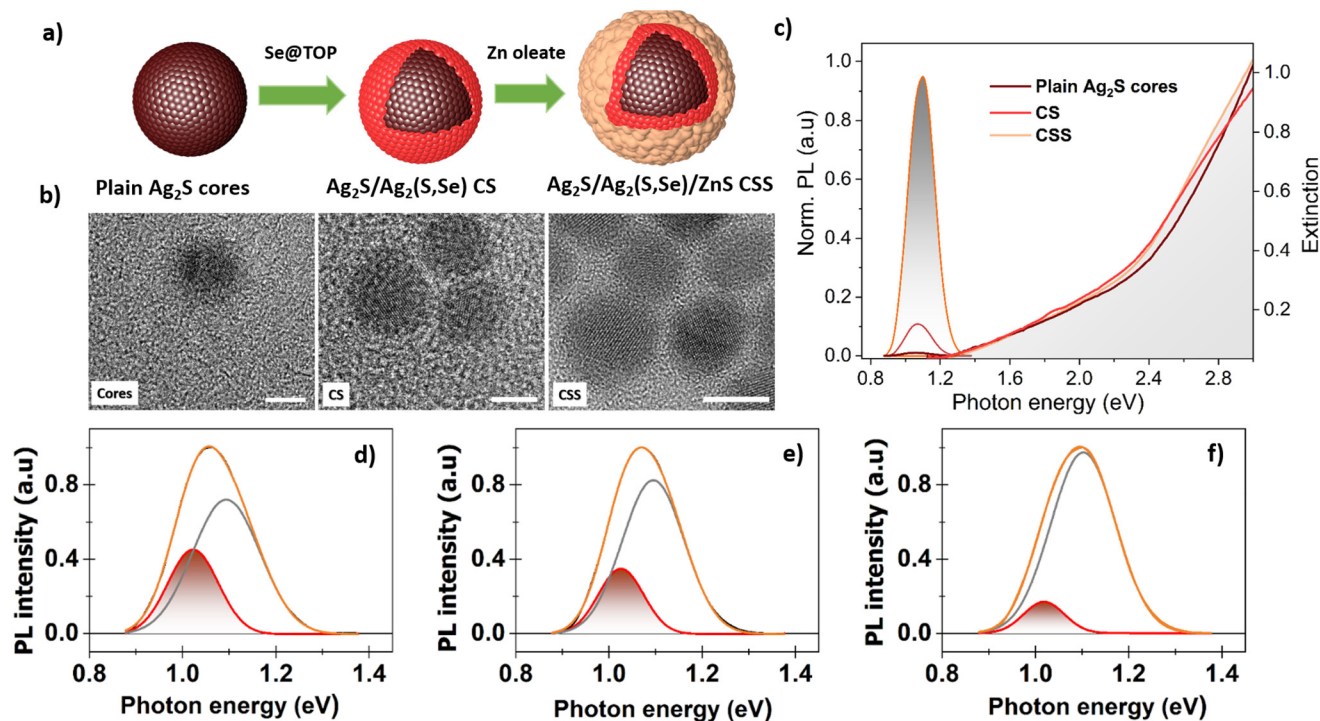 a)
Se@TOP
Zn oleate
Plain Ag₂S cores
Ag₂S/Ag₂(S,Se) CS
Ag₂S/Ag₂(S,Se)/ZnS CSS
b)
Cores
CS
CSS
c)
Norm. PL (a.u)
1.0
0.8
0.6
0.4
0.2
0.0
Plain Ag₂S cores
CS
CSS
1.0
0.8
0.6
0.4
0.2
Extinction
0.8 1.2 1.6 2.0 2.4 2.8
Photon energy (eV)
d)
PL intensity (a.u)
0.8
0.4
0.0
0.8 1.0 1.2 1.4
Photon energy (eV)
e)
PL intensity (a.u)
0.8
0.4
0.0
0.8 1.0 1.2 1.4
Photon energy (eV)
f)
PL intensity (a.u)
0.8
0.4
0.0
0.8 1.0 1.2 1.4
Photon energy (eV)